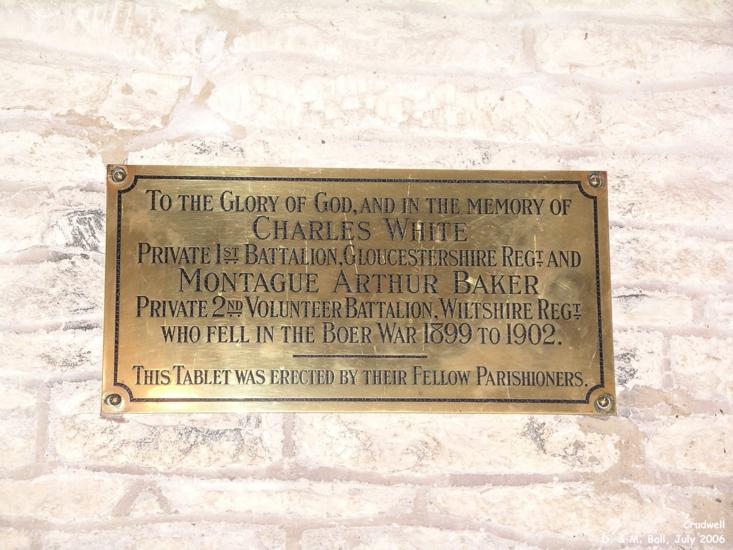 To the Glory of God, and in the memory of
Charles White
Private 1st Battalion, Gloucestershire Regt and
Montague Arthur Baker
Private 2nd Volunteer Battalion, Wiltshire Regt
who fell in the Boer War 1899 to 1902.
This Tablet was erected by their Fellow Parishioners.
Crudwell
D. & M. Ball, July 2006